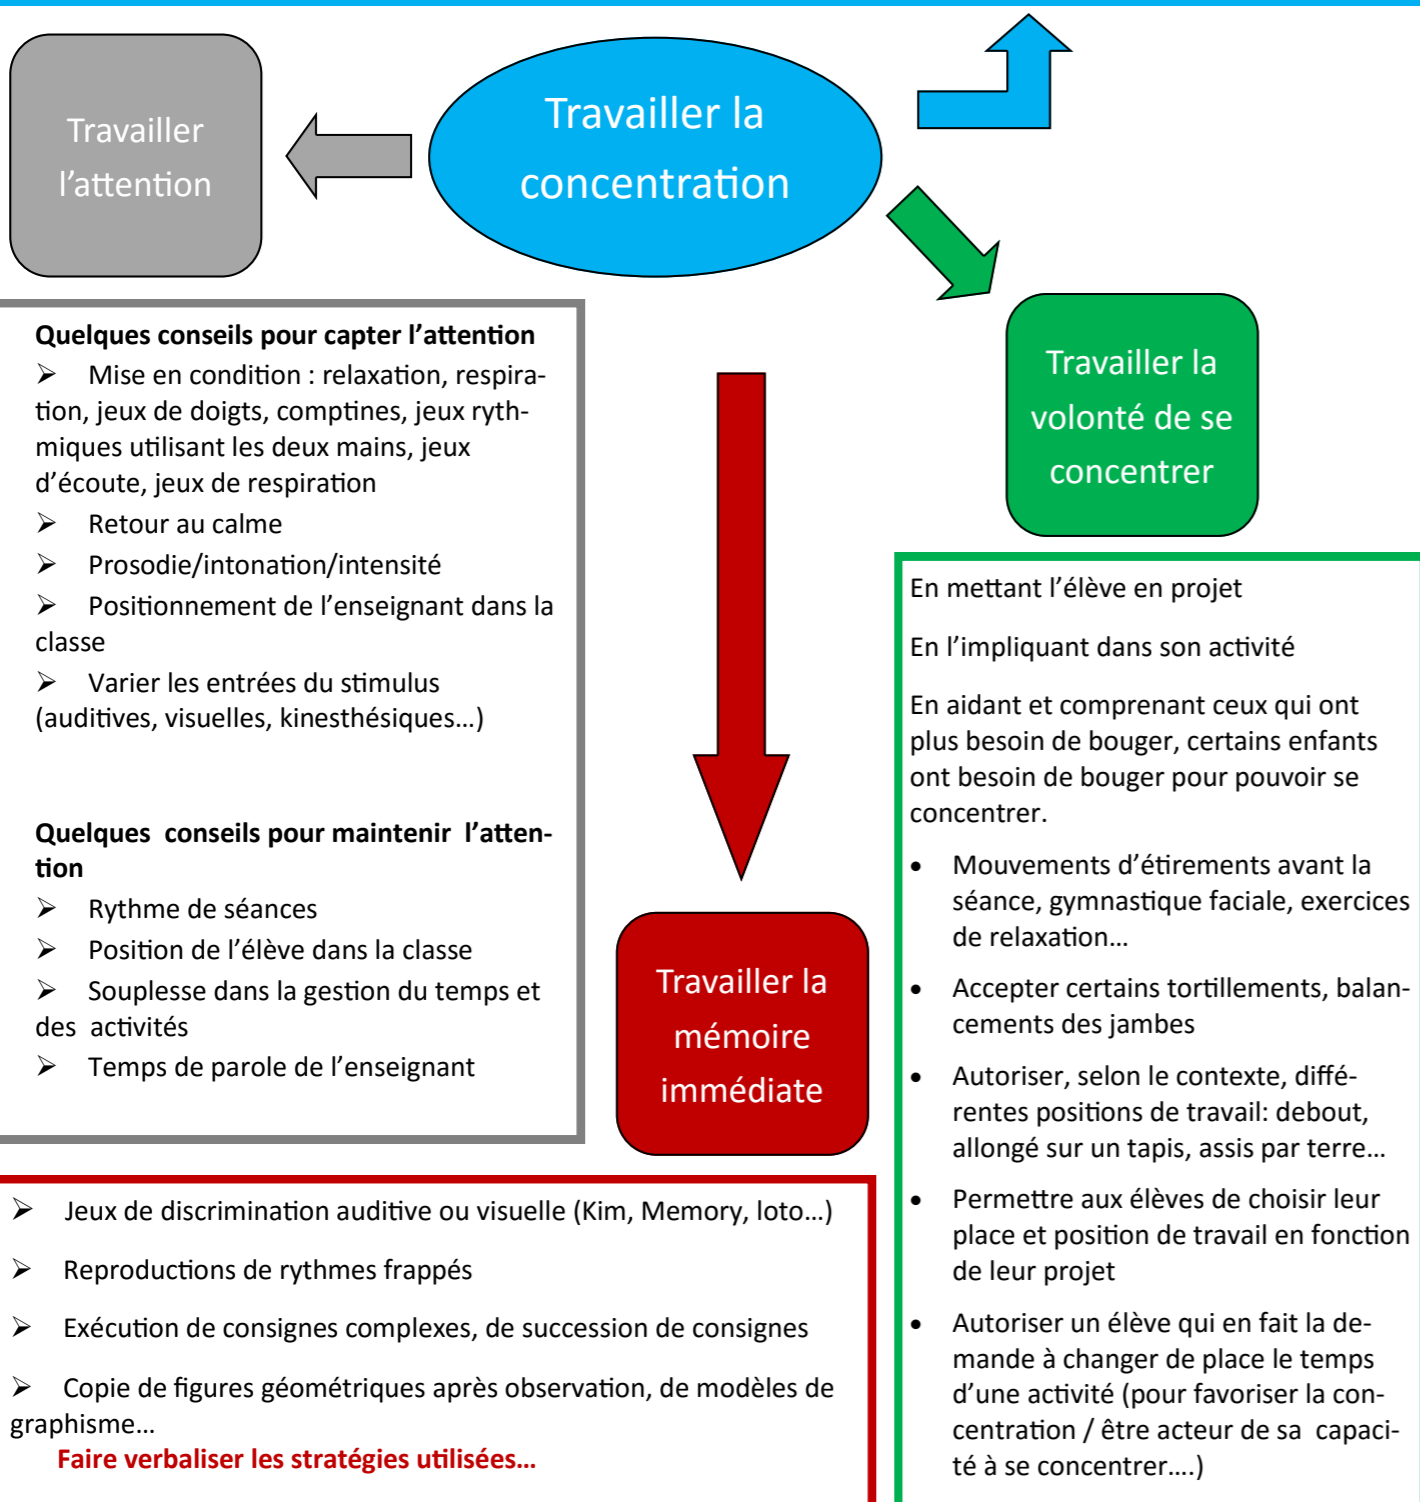 Travailler
l'attention
Travailler la
concentration
Quelques conseils pour capter l'attention
➢ Mise en condition : relaxation, respira-
tion, jeux de doigts, comptines, jeux ryth-
miques utilisant les deux mains, jeux
d'écoute, jeux de respiration
➢ Retour au calme
➢ Prosodie/intonation/intensité
➢ Positionnement de l'enseignant dans la
classe
➢ Varier les entrées du stimulus
(auditives, visuelles, kinesthésiques…)
Quelques conseils pour maintenir l'atten-
tion
➢ Rythme de séances
➢ Position de l'élève dans la classe
➢ Souplesse dans la gestion du temps et
des activités
➢ Temps de parole de l'enseignant
Travailler la
volonté de se
concentrer
En mettant l'élève en projet
En l'impliquant dans son activité
En aidant et comprenant ceux qui ont
plus besoin de bouger, certains enfants
ont besoin de bouger pour pouvoir se
concentrer.
• Mouvements d'étirements avant la
séance, gymnastique faciale, exercices
de relaxation…
• Accepter certains tortillements, balan-
cements des jambes
• Autoriser, selon le contexte, diffé-
rentes positions de travail: debout,
allongé sur un tapis, assis par terre…
• Permettre aux élèves de choisir leur
place et position de travail en fonction
de leur projet
• Autoriser un élève qui en fait la de-
mande à changer de place le temps
d'une activité (pour favoriser la con-
centration / être acteur de sa capaci-
té à se concentrer….)
Travailler la
mémoire
immédiate
➢ Jeux de discrimination auditive ou visuelle (Kim, Memory, loto…)
➢ Reproductions de rythmes frappés
➢ Exécution de consignes complexes, de succession de consignes
➢ Copie de figures géométriques après observation, de modèles de
graphisme…
Faire verbaliser les stratégies utilisées…